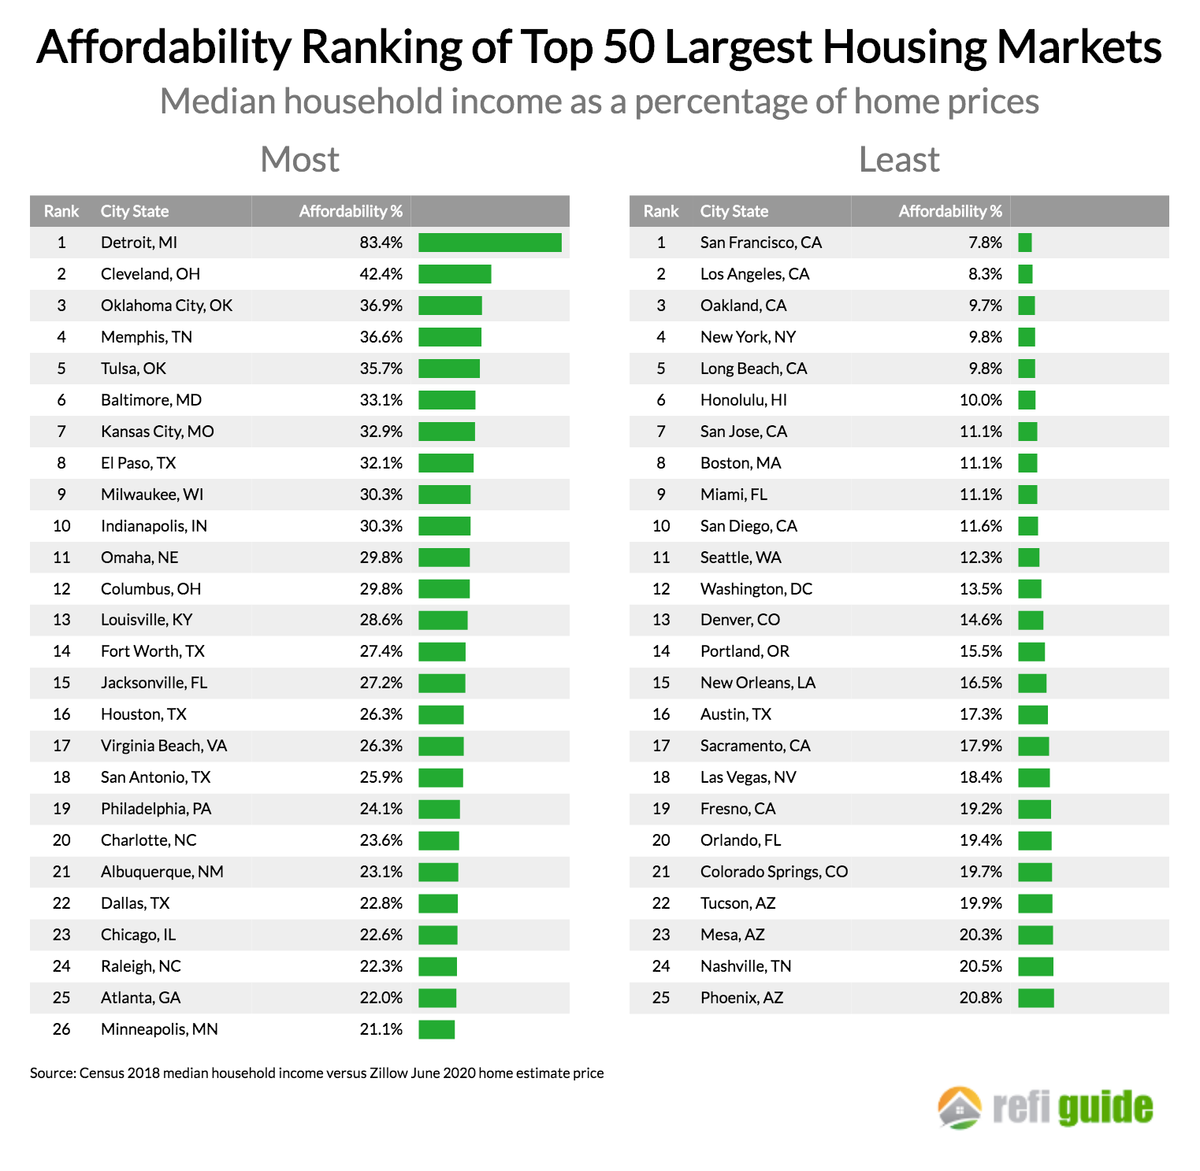 Affordability Ranking of Top 50 Largest Housing Markets
Median household income as a percentage of home prices
Most
Rank City State Affordability %
1 Detroit, MI 83.4%
2 Cleveland, OH 42.4%
3 Oklahoma City, OK 36.9%
4 Memphis, TN 36.6%
5 Tulsa, OK 35.7%
6 Baltimore, MD 33.1%
7 Kansas City, MO 32.9%
8 El Paso, TX 32.1%
9 Milwaukee, WI 30.3%
10 Indianapolis, IN 30.3%
11 Omaha, NE 29.8%
12 Columbus, OH 29.8%
13 Louisville, KY 28.6%
14 Fort Worth, TX 27.4%
15 Jacksonville, FL 27.2%
16 Houston, TX 26.3%
17 Virginia Beach, VA 26.3%
18 San Antonio, TX 25.9%
19 Philadelphia, PA 24.1%
20 Charlotte, NC 23.6%
21 Albuquerque, NM 23.1%
22 Dallas, TX 22.8%
23 Chicago, IL 22.6%
24 Raleigh, NC 22.3%
25 Atlanta, GA 22.0%
26 Minneapolis, MN 21.1%
Least
Rank City State Affordability %
1 San Francisco, CA 7.8%
2 Los Angeles, CA 8.3%
3 Oakland, CA 9.7%
4 New York, NY 9.8%
5 Long Beach, CA 9.8%
6 Honolulu, HI 10.0%
7 San Jose, CA 11.1%
8 Boston, MA 11.1%
9 Miami, FL 11.1%
10 San Diego, CA 11.6%
11 Seattle, WA 12.3%
12 Washington, DC 13.5%
13 Denver, CO 14.6%
14 Portland, OR 15.5%
15 New Orleans, LA 16.5%
16 Austin, TX 17.3%
17 Sacramento, CA 17.9%
18 Las Vegas, NV 18.4%
19 Fresno, CA 19.2%
20 Orlando, FL 19.4%
21 Colorado Springs, CO 19.7%
22 Tucson, AZ 19.9%
23 Mesa, AZ 20.3%
24 Nashville, TN 20.5%
25 Phoenix, AZ 20.8%
Source: Census 2018 median household income versus Zillow June 2020 home estimate price
refi guide